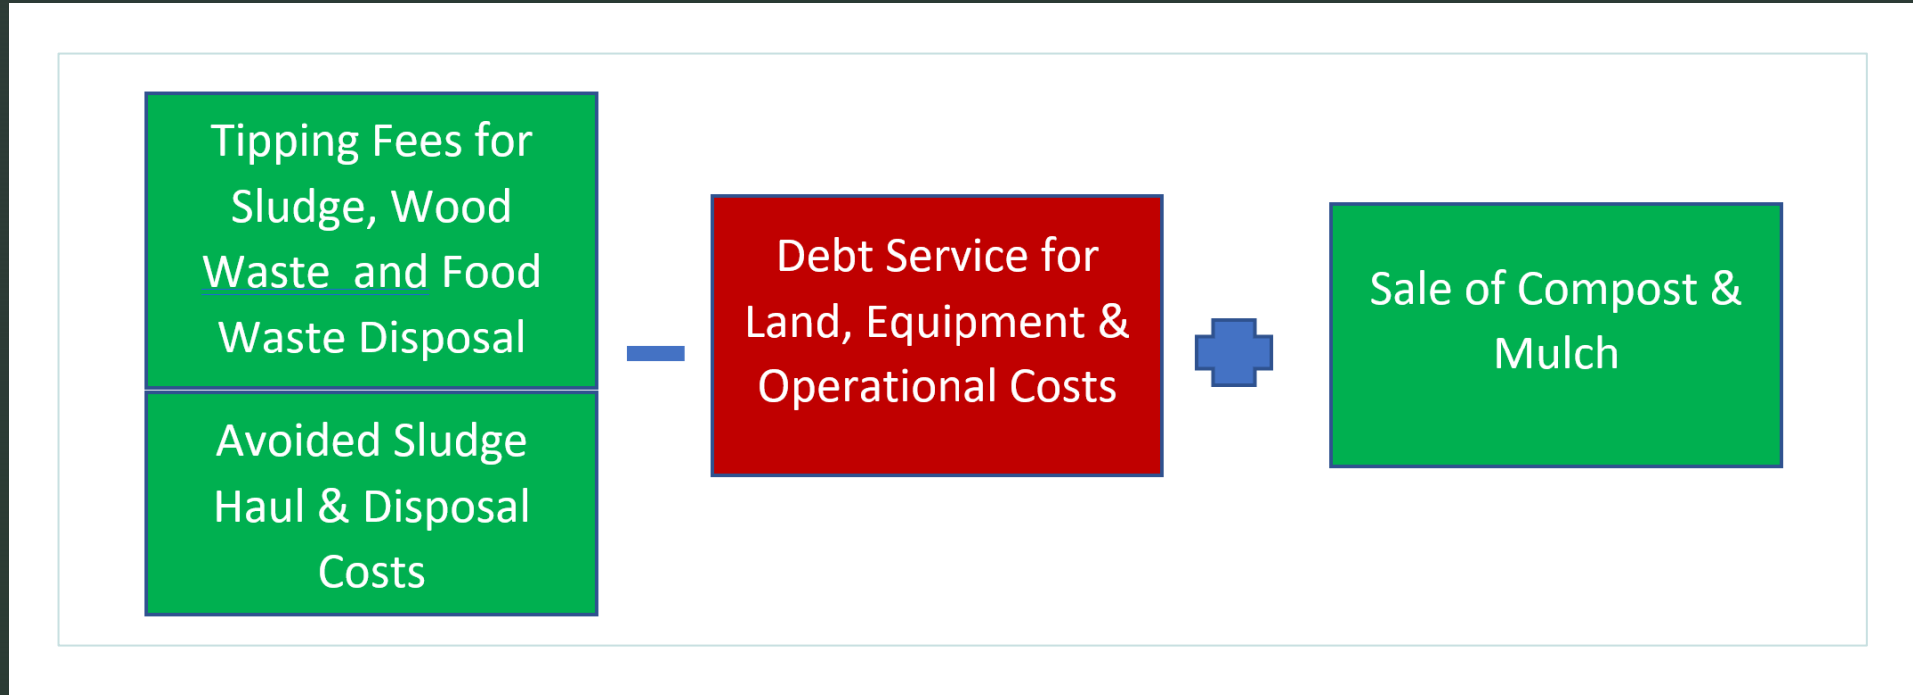 Tipping Fees for
Sludge, Wood
Waste  and Food
Waste Disposal
Avoided Sludge
Haul & Disposal
Costs
Debt Service for
Land, Equipment &
Operational Costs
Sale of Compost &
Mulch